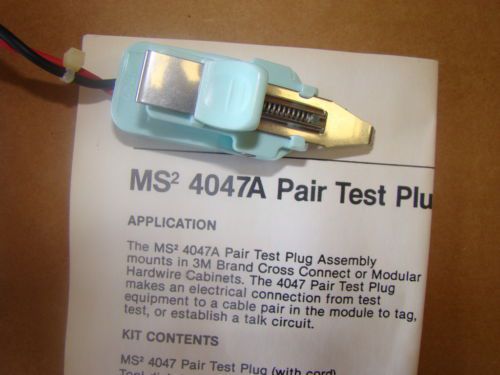 MS² 4047A Pair Test Plu
APPLICATION
The MS² 4047A Pair Test Plug Assembly
mounts in 3M Brand Cross Connect or Modular
Hardwire Cabinets. The 4047 Pair Test Plug
makes an electrical connection from test
equipment to a cable pair in the module to tag,
test, or establish a talk circuit.
KIT CONTENTS
MS² 4047 Pair Test Plug (with cord)